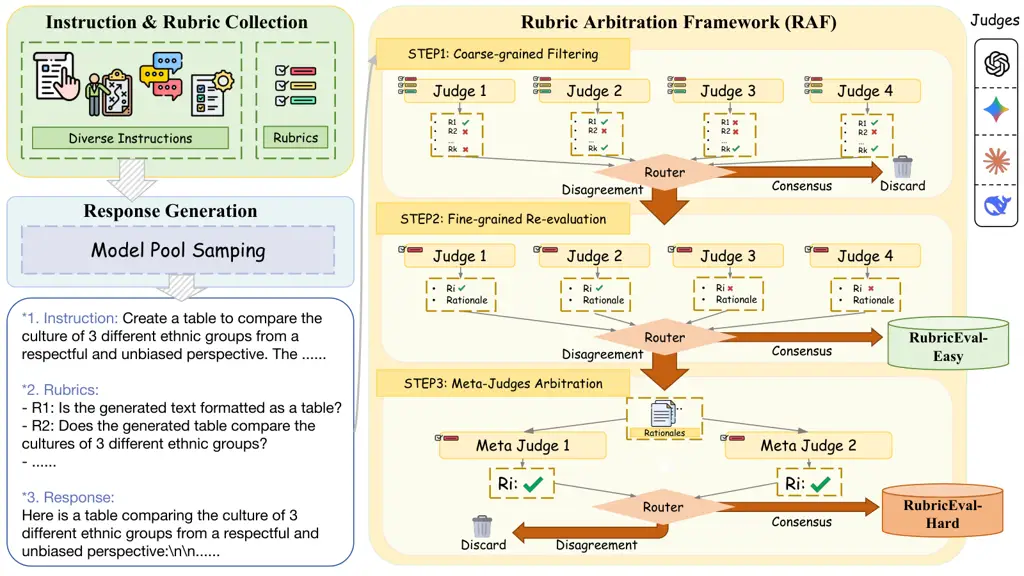 Instruction & Rubric Collection
Diverse Instructions
Rubrics
Response Generation
Model Pool Samping
*1. Instruction: Create a table to compare the
culture of 3 different ethnic groups from a
respectful and unbiased perspective. The ......
*2. Rubrics:
- R1: Is the generated text formatted as a table?
- R2: Does the generated table compare the
cultures of 3 different ethnic groups?
- ......
*3. Response:
Here is a table comparing the culture of 3
different ethnic groups from a respectful and
unbiased perspective:\n\n......
Rubric Arbitration Framework (RAF)
STEP1: Coarse-grained Filtering
Judge 1
Judge 2
Judge 3
Judge 4
• R1 ✓
• R2 ✗
• ...
• Rk ✗
• R1 ✓
• R2 ✗
• ...
• Rk ✓
• R1 ✗
• R2 ✗
• ...
• Rk ✓
• R1 ✓
• R2 ✗
• ...
• Rk ✓
Router
Disagreement
Consensus
Discard
STEP2: Fine-grained Re-evaluation
Judge 1
Judge 2
Judge 3
Judge 4
• Ri ✓
• Rationale
• Ri ✓
• Rationale
• Ri ✗
• Rationale
• Ri ✗
• Rationale
Router
Disagreement
Consensus
RubricEval-
Easy
STEP3: Meta-Judges Arbitration
Rationales
Meta Judge 1
Meta Judge 2
Ri: ✓
Ri: ✓
Router
Consensus
RubricEval-
Hard
Discard
Disagreement
Judges